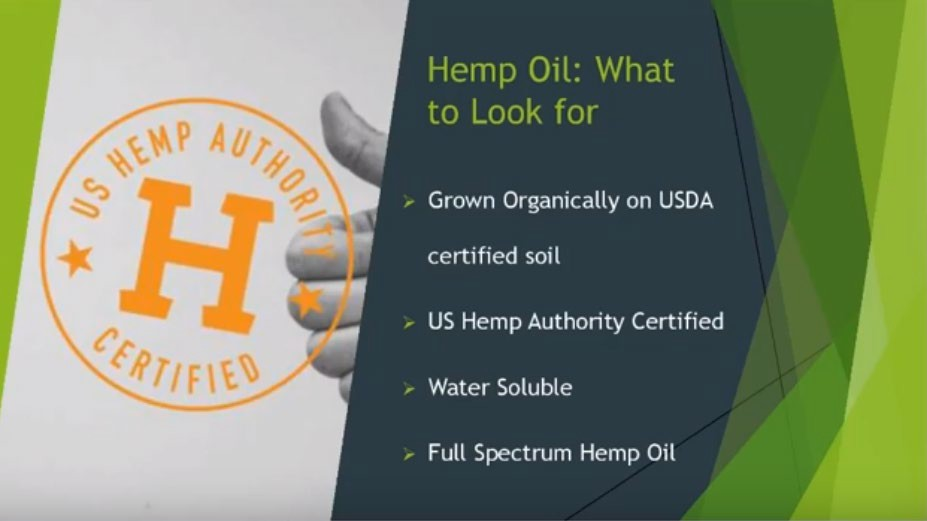 US HEMP AUTHORITY
H
CERTIFIED
Hemp Oil: What
to Look for
Grown Organically on USDA
certified soil
US Hemp Authority Certified
Water Soluble
Full Spectrum Hemp Oil